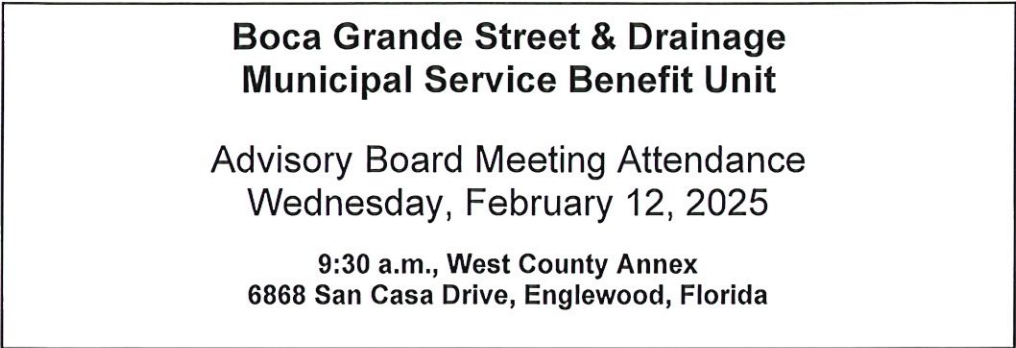 Boca Grande Street & Drainage
Municipal Service Benefit Unit
Advisory Board Meeting Attendance
Wednesday, February 12, 2025
9:30 a.m., West County Annex
6868 San Casa Drive, Englewood, Florida